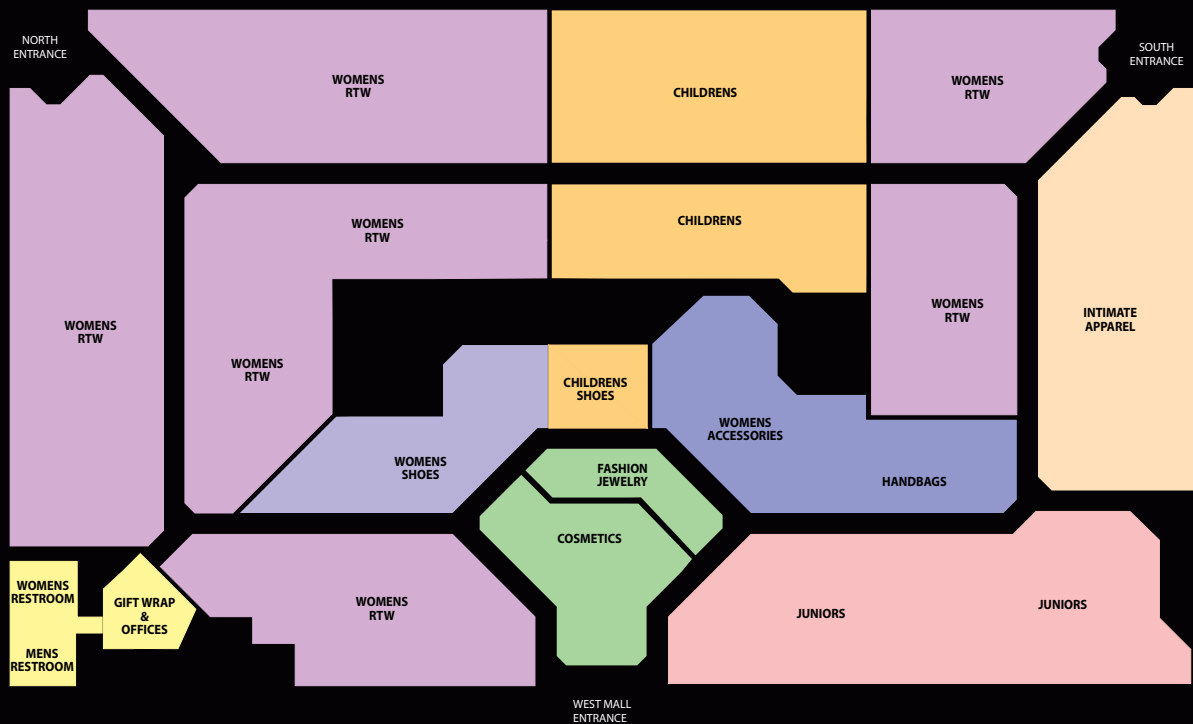 NORTH
ENTRANCE
SOUTH
ENTRANCE
WOMENS
RTW
CHILDRENS
WOMENS
RTW
WOMENS
RTW
CHILDRENS
WOMENS
RTW
WOMENS
RTW
INTIMATE
APPAREL
WOMENS
RTW
CHILDRENS
SHOES
WOMENS
ACCESSORIES
WOMENS
SHOES
FASHION
JEWELRY
HANDBAGS
COSMETICS
WOMENS
RESTROOM
GIFT WRAP
&
OFFICES
WOMENS
RTW
JUNIORS
JUNIORS
MENS
RESTROOM
WEST MALL
ENTRANCE